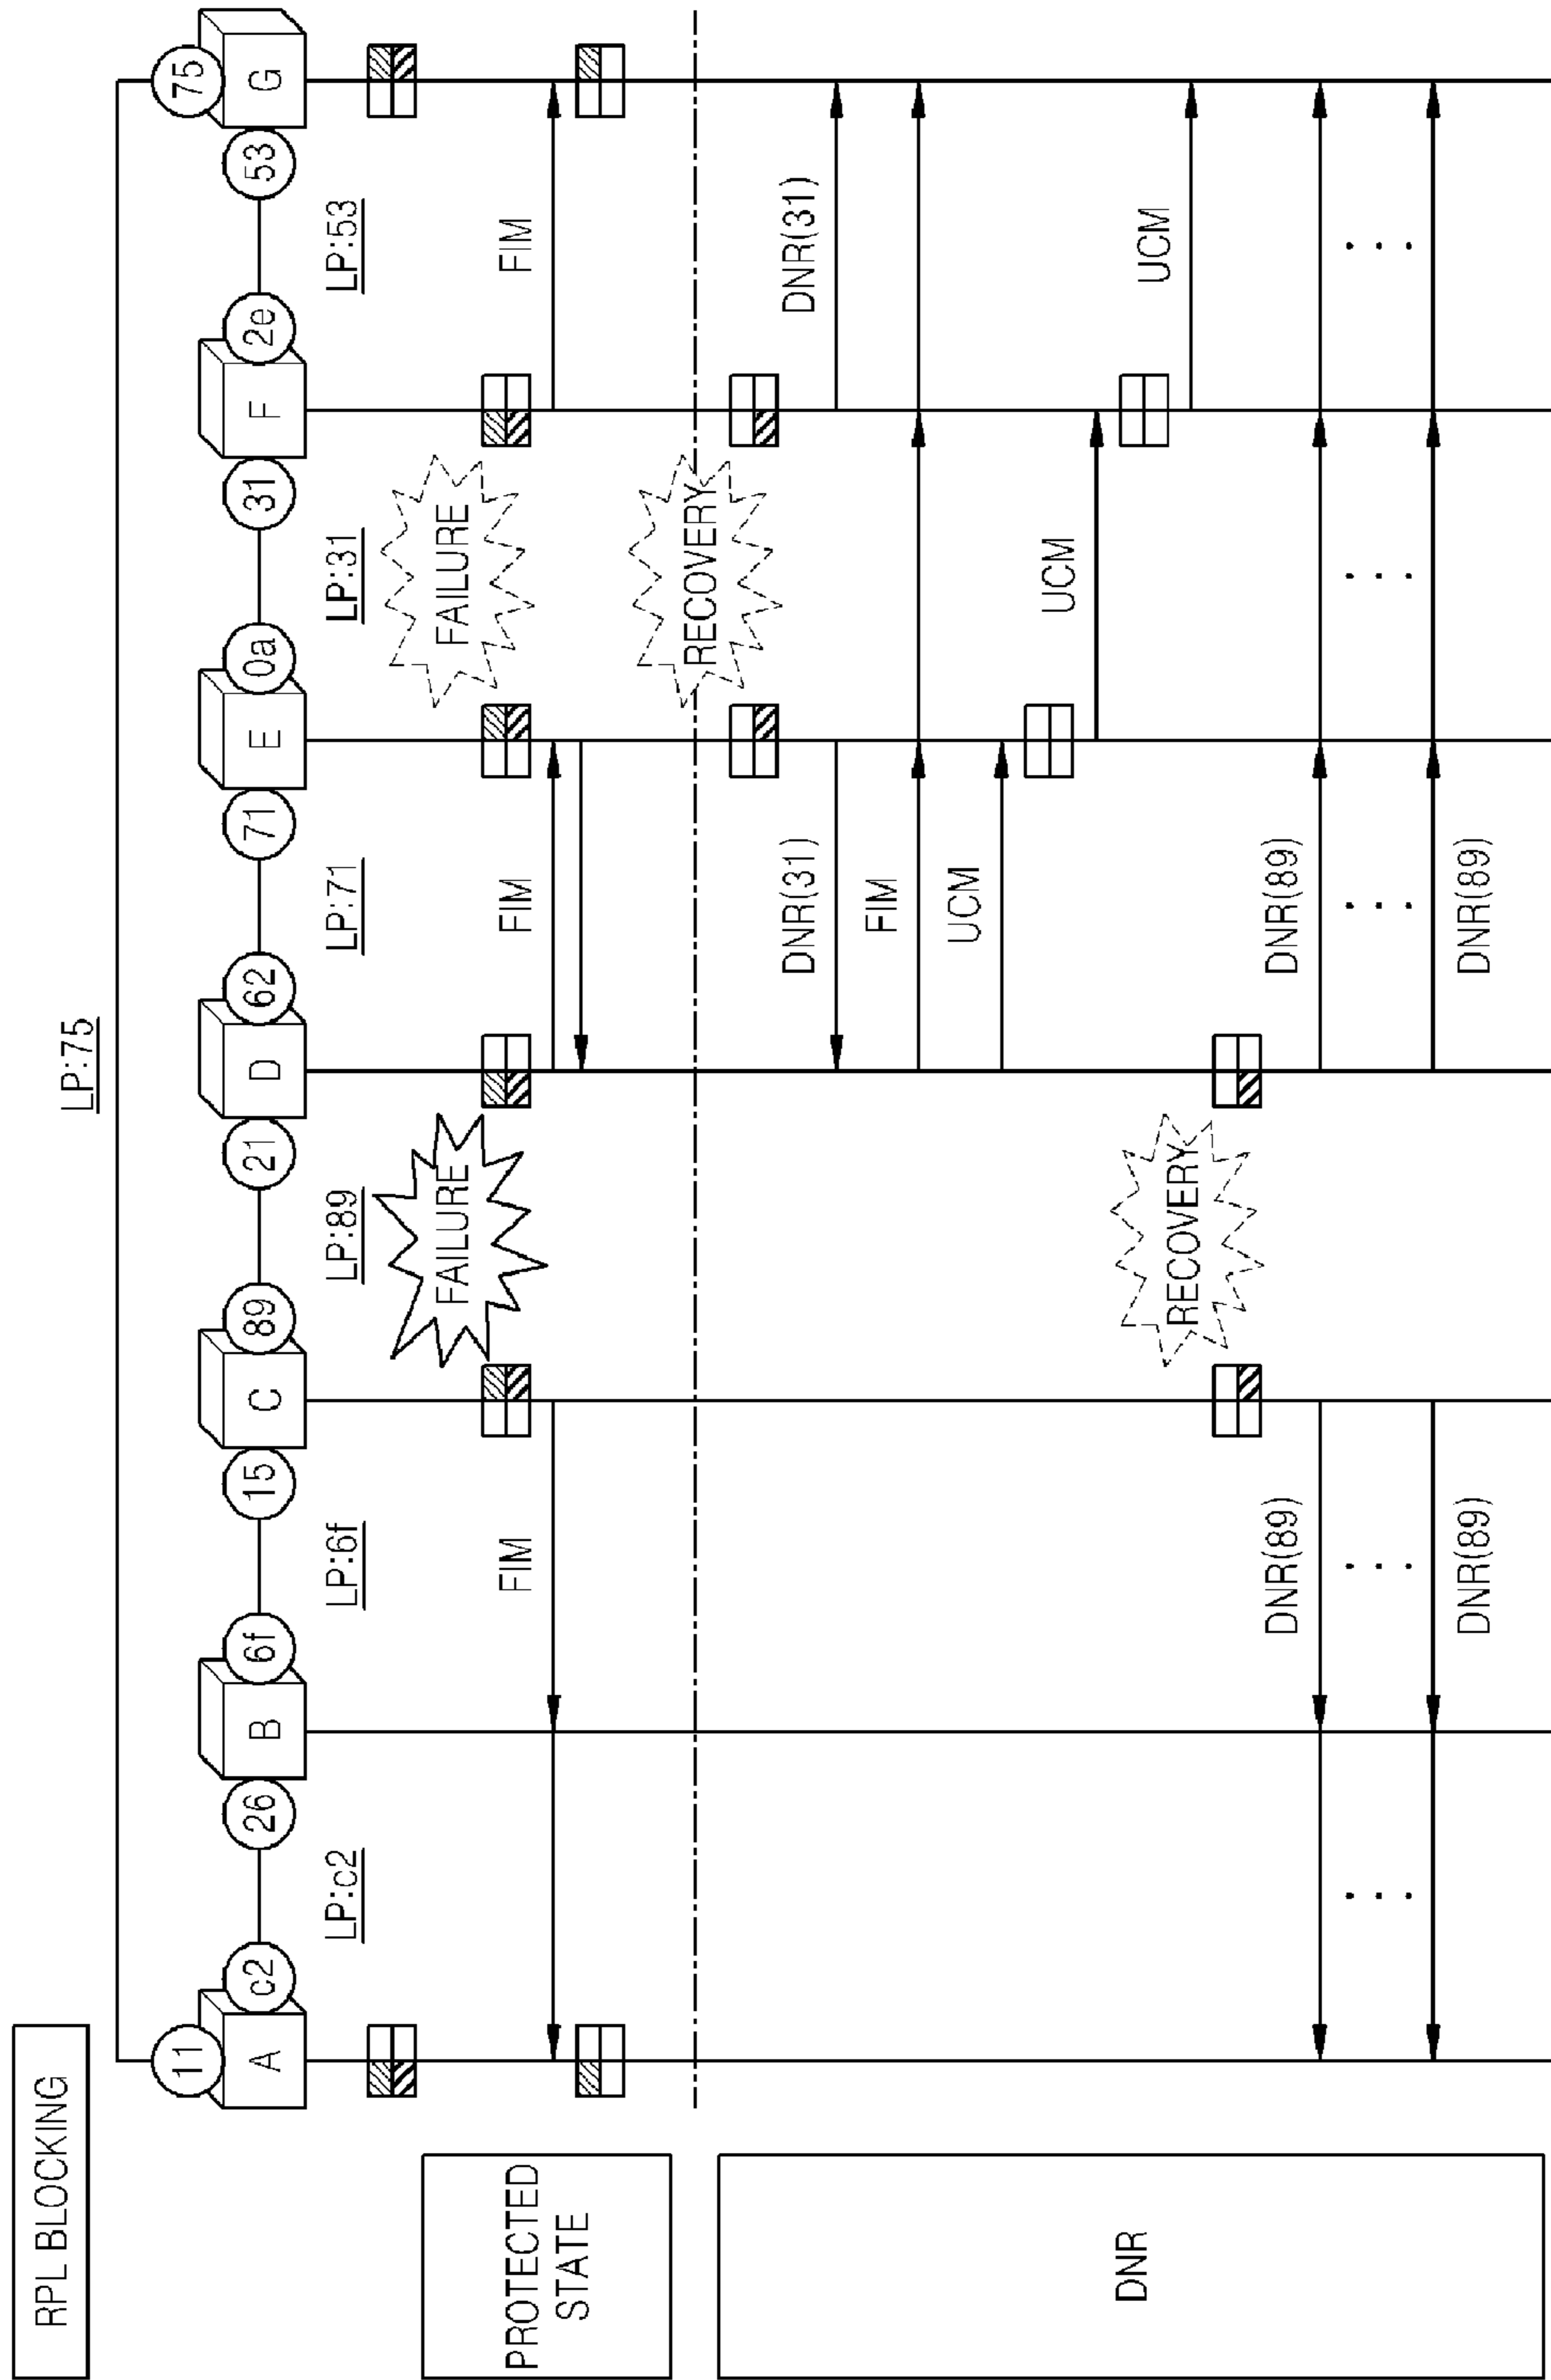 RPL BLOCKING
LP:75
11
75
A
c2
26
B
6f
15
C
89
21
D
62
71
E
0a
31
F
2e
53
G
LP:c2
LP:6f
LP:89
LP:71
LP:31
LP:53
PROTECTED
STATE
FAILURE
FAILURE
FIM
FIM
FIM
RECOVERY
DNR
DNR(31)
DNR(31)
FIM
UCM
UCM
UCM
RECOVERY
DNR(89)
DNR(89)
. . .
. . .
. . .
. . .
. . .
DNR(89)
DNR(89)